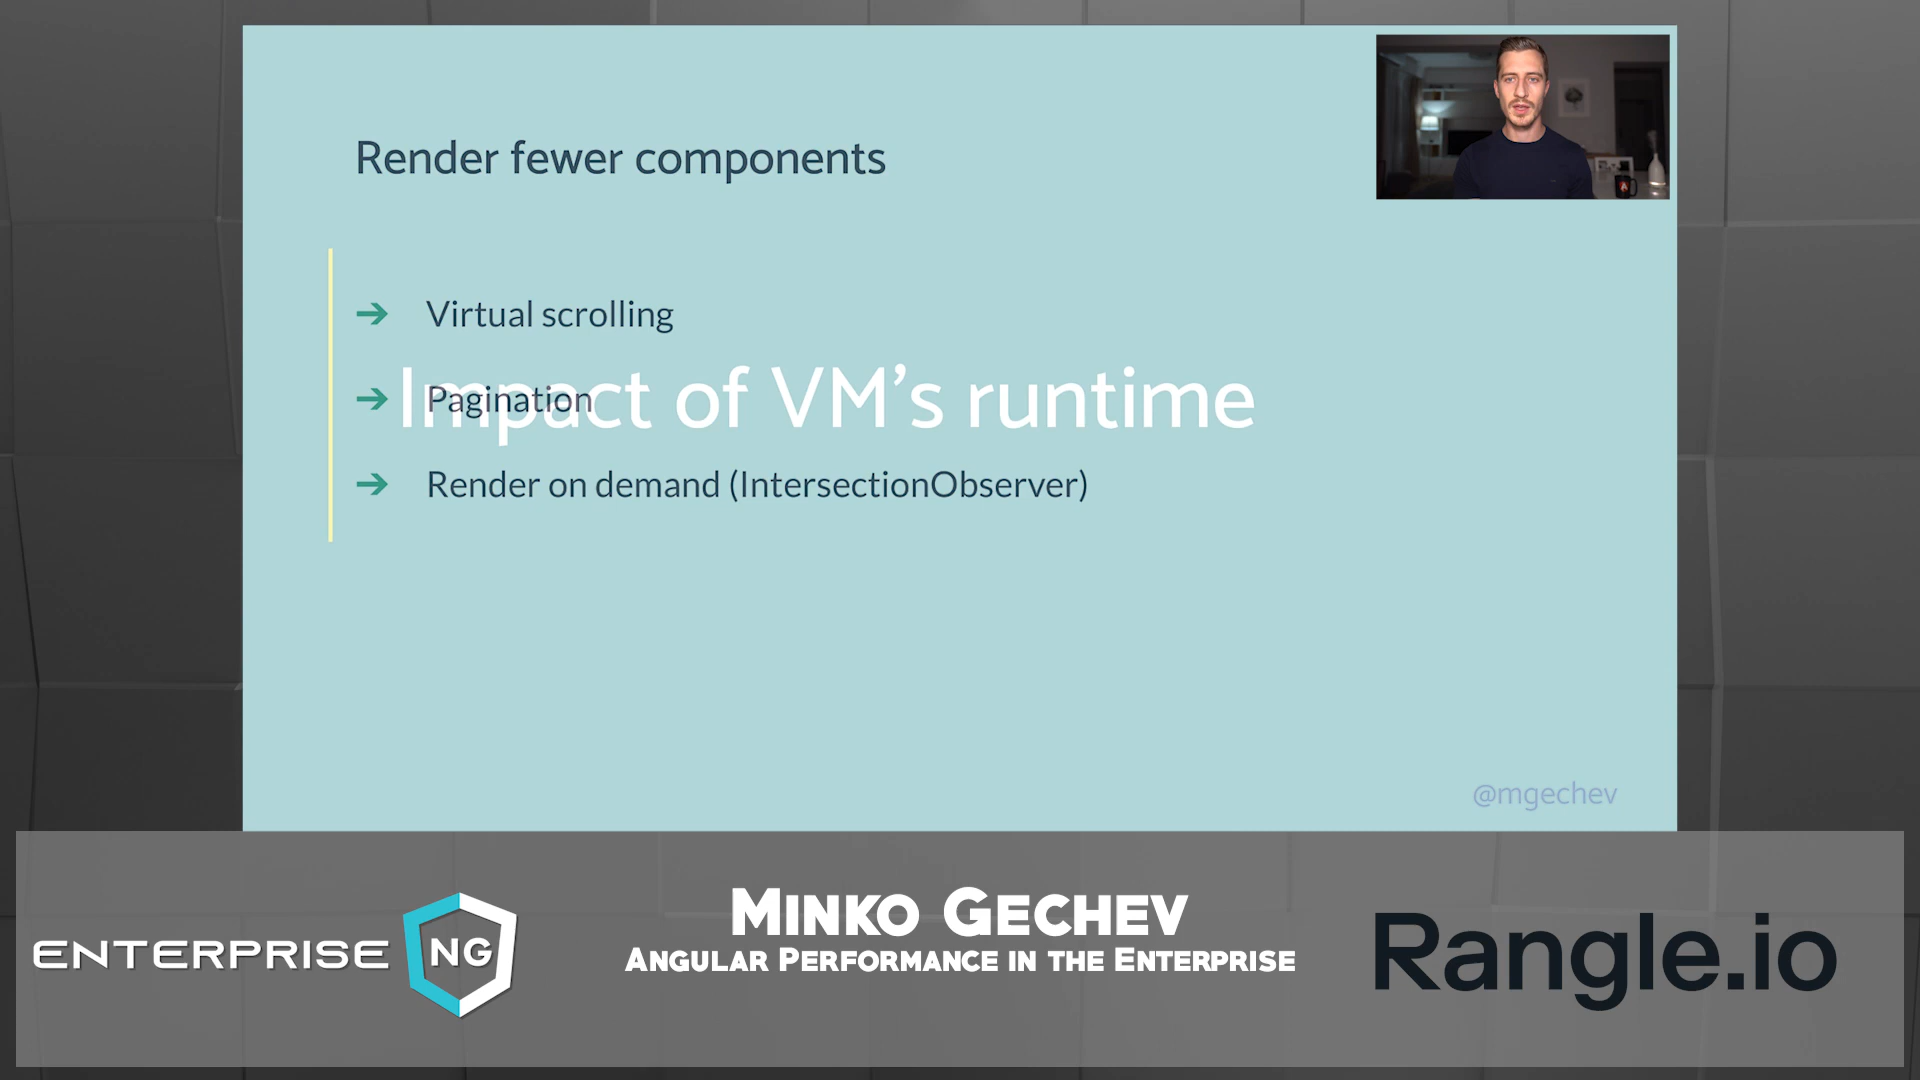 Render fewer components
➔ Virtual scrolling
➔ Pagination
Impact of VM’s runtime
➔ Render on demand (IntersectionObserver)
@mgechev
ENTERPRISE NG
Minko Gechev
Angular Performance in the Enterprise
Rangle.io